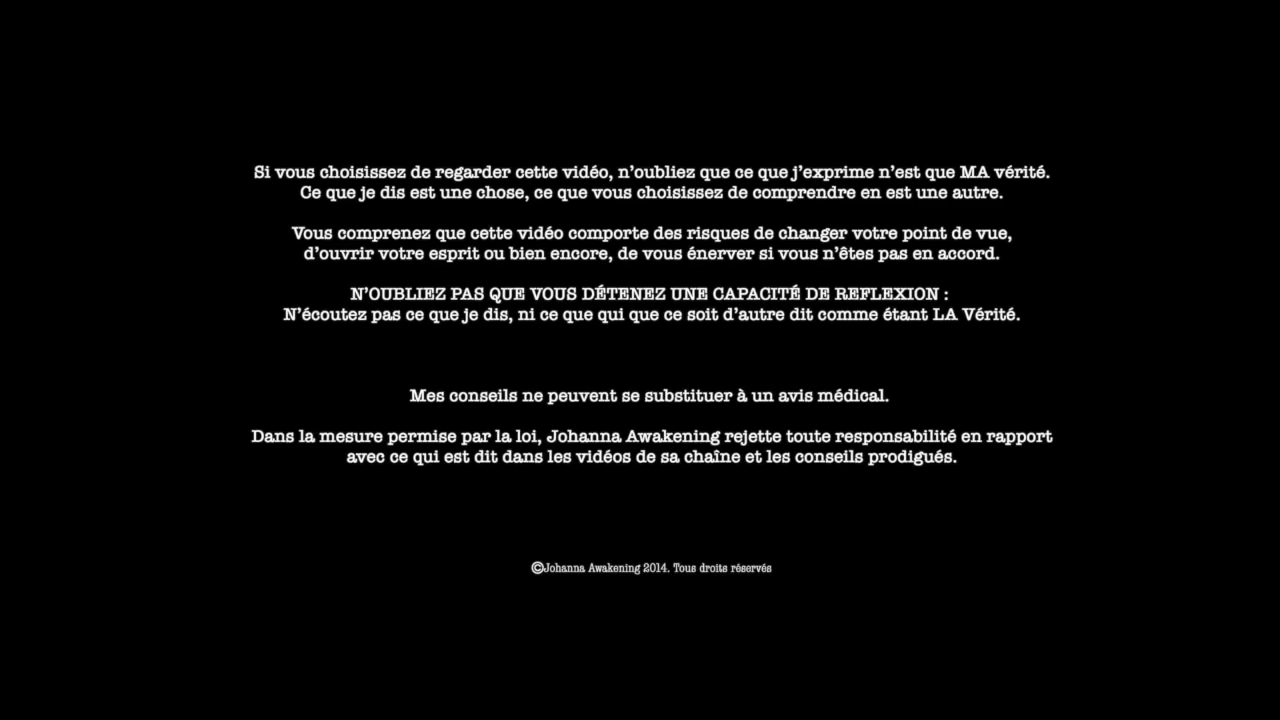 Si vous choisissez de regarder cette vidéo, n'oubliez que ce que j'exprime n'est que MA vérité.
Ce que je dis est une chose, ce que vous choisissez de comprendre en est une autre.
Vous comprenez que cette vidéo comporte des risques de changer votre point de vue,
d'ouvrir votre esprit ou bien encore, de vous énerver si vous n'êtes pas en accord.
N'OUBLIEZ PAS QUE VOUS DÉTENEZ UNE CAPACITÉ DE REFLEXION :
N'écoutez pas ce que je dis, ni ce que qui que ce soit d'autre dit comme étant LA Vérité.
Mes conseils ne peuvent se substituer à un avis médical.
Dans la mesure permise par la loi, Johanna Awakening rejette toute responsabilité en rapport
avec ce qui est dit dans les vidéos de sa chaîne et les conseils prodigués.
©Johanna Awakening 2014. Tous droits réservés